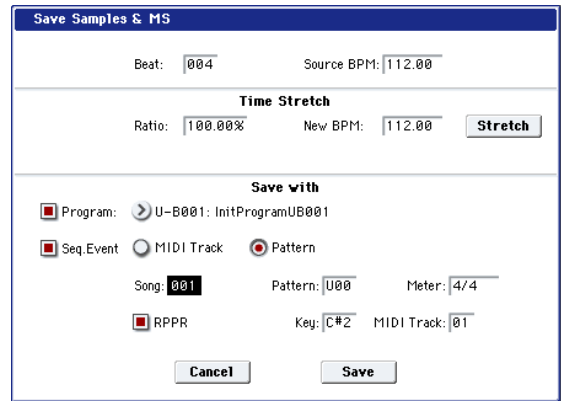 Save Samples & MS
Beat: 004 Source BPM: 112.00
Time Stretch
Ratio: 100.00% New BPM: 112.00 Stretch
Save with
Program: U-B001: InitProgramUB001
Seq.Event MIDI Track Pattern
Song: 001 Pattern: U00 Meter: 4/4
RPPR Key: C#2 MIDI Track: 01
Cancel Save